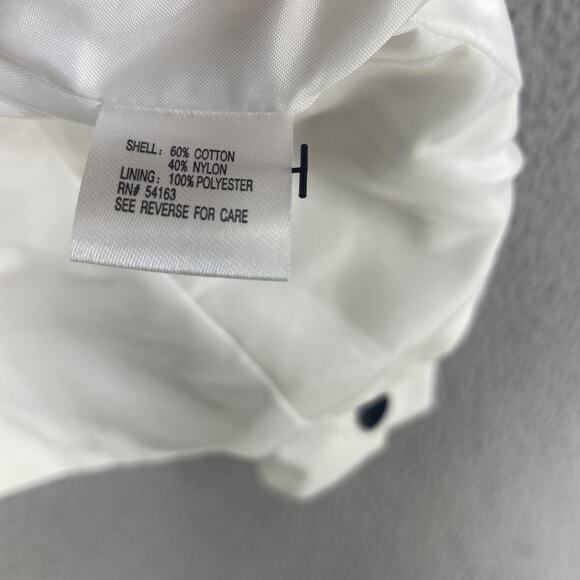 SHELL: 60% COTTON
40% NYLON
LINING: 100% POLYESTER
RN# 54163
SEE REVERSE FOR CARE